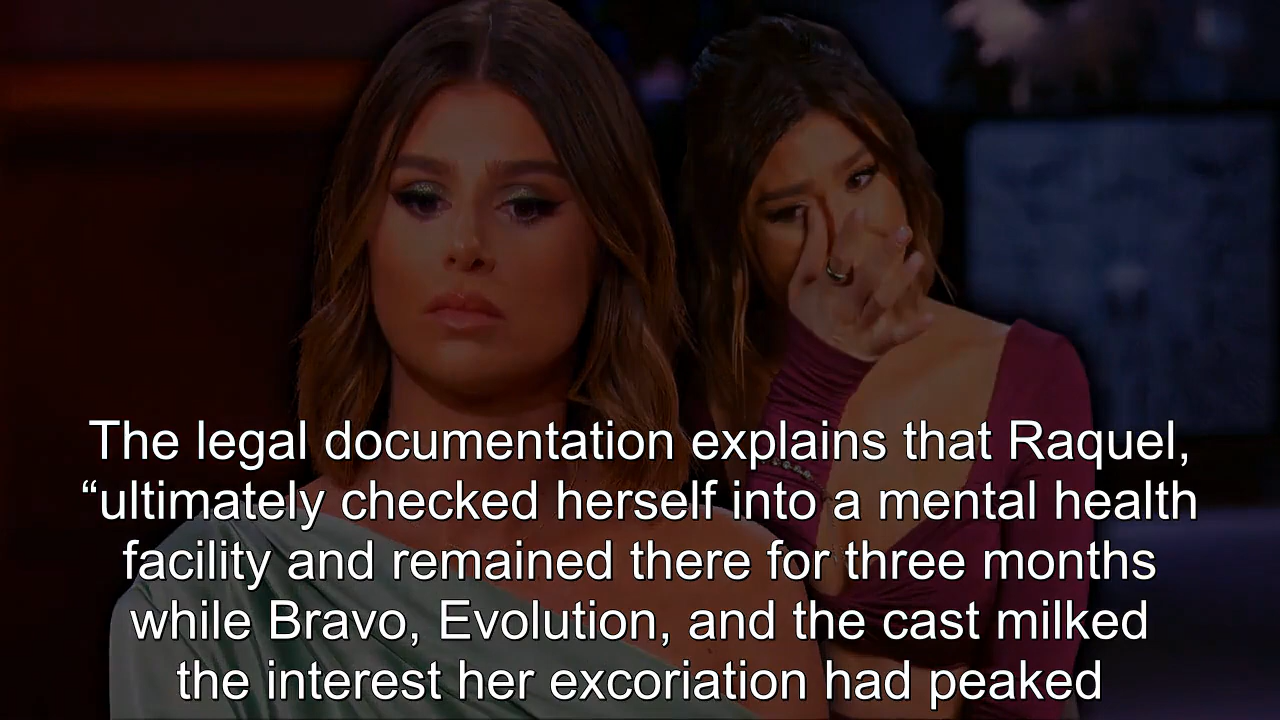 The legal documentation explains that Raquel,
“ultimately checked herself into a mental health
facility and remained there for three months
while Bravo, Evolution, and the cast milked
the interest her excoriation had peaked